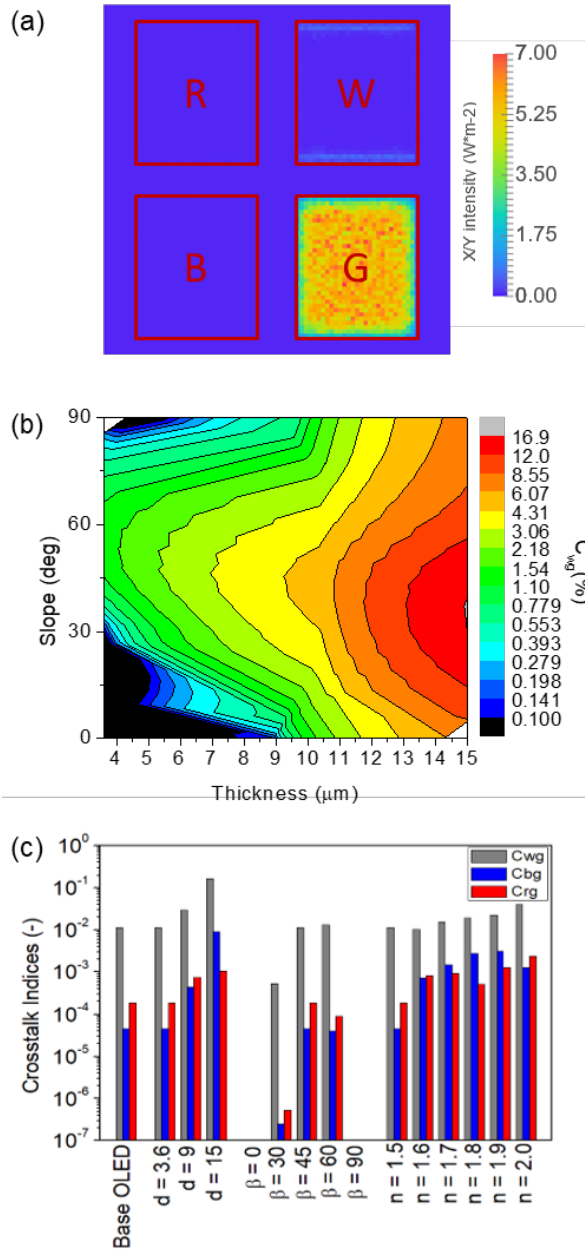 (a)
R
W
B
G
7.00
5.25
3.50
1.75
0.00
X/Y intensity (W*m-2)
(b)
90
60
30
0
Slope (deg)
4 5 6 7 8 9 10 11 12 13 14 15
Thickness (μm)
16.9
12.0
8.55
6.07
4.31
3.06
2.18
1.54
1.10
0.779
0.553
0.393
0.279
0.198
0.141
0.100
Cwg (%)
(c)
10^0
10^-1
10^-2
10^-3
10^-4
10^-5
10^-6
10^-7
Crosstalk Indices (-)
Cwg
Cbg
Crg
Base OLED
d = 3.6
d = 9
d = 15
β = 0
β = 30
β = 45
β = 60
β = 90
n = 1.5
n = 1.6
n = 1.7
n = 1.8
n = 1.9
n = 2.0